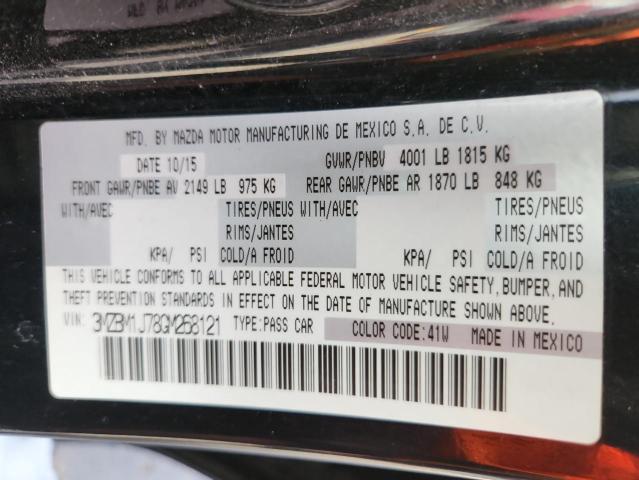 MFD. BY MAZDA MOTOR MANUFACTURING DE MEXICO S.A. DE C.V.
DATE 10/15 GVWR/PNBV 4001 LB 1815 KG
FRONT GAWR/PNBE AV 2149 LB 975 KG REAR GAWR/PNBE AR 1870 LB 848 KG
WITH/AVEC TIRES/PNEUS WITH/AVEC TIRES/PNEUS
RIMS/JANTES RIMS/JANTES
KPA/ PSI COLD/A FROID KPA/ PSI COLD/A FROID
THIS VEHICLE CONFORMS TO ALL APPLICABLE FEDERAL MOTOR VEHICLE SAFETY, BUMPER, AND
THEFT PREVENTION STANDARDS IN EFFECT ON THE DATE OF MANUFACTURE SHOWN ABOVE.
VIN: 3MZBM1J78GM258121 TYPE:PASS CAR COLOR CODE:41W MADE IN MEXICO